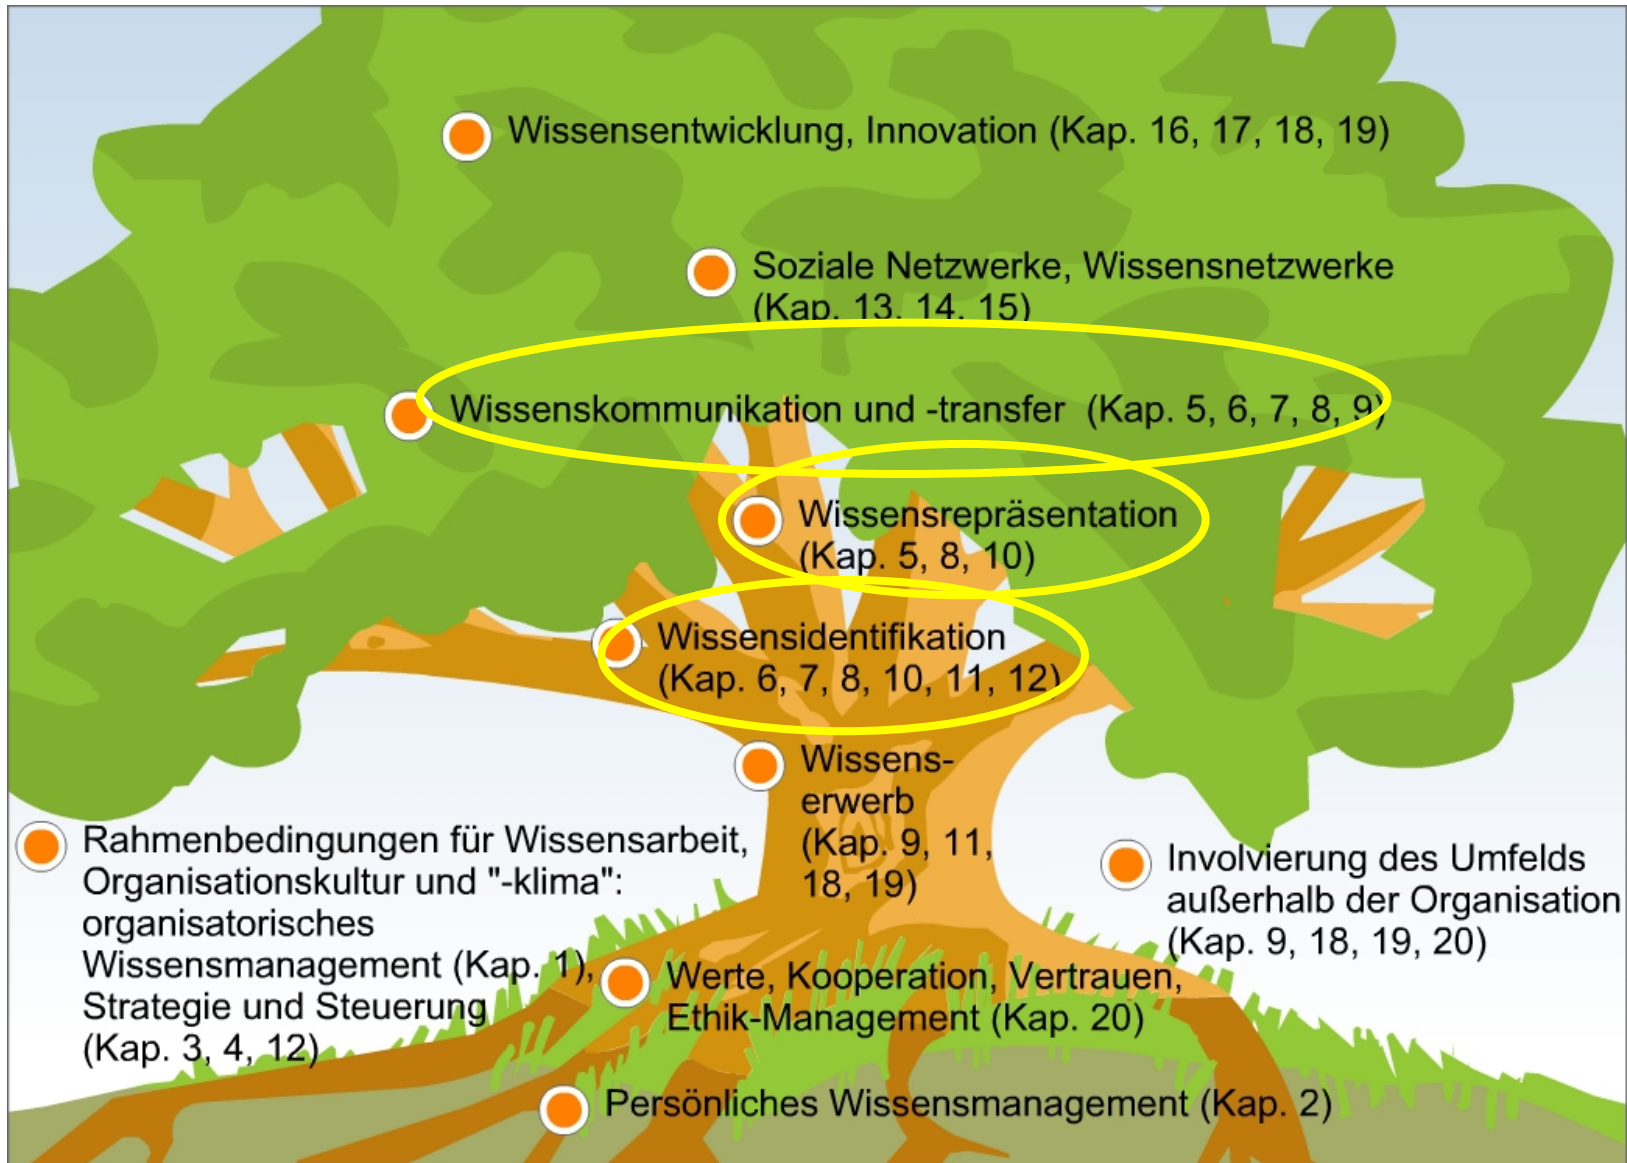 Wissensentwicklung, Innovation (Kap. 16, 17, 18, 19)
Soziale Netzwerke, Wissensnetzwerke
(Kap. 13, 14, 15)
Wissenskommunikation und -transfer (Kap. 5, 6, 7, 8, 9)
Wissensrepräsentation
(Kap. 5, 8, 10)
Wissensidentifikation
(Kap. 6, 7, 8, 10, 11, 12)
Wissens-
erwerb
(Kap. 9, 11,
18, 19)
Rahmenbedingungen für Wissensarbeit,
Organisationskultur und "-klima":
organisatorisches
Wissensmanagement (Kap. 1),
Strategie und Steuerung
(Kap. 3, 4, 12)
Involvierung des Umfelds
außerhalb der Organisation
(Kap. 9, 18, 19, 20)
Werte, Kooperation, Vertrauen,
Ethik-Management (Kap. 20)
Persönliches Wissensmanagement (Kap. 2)